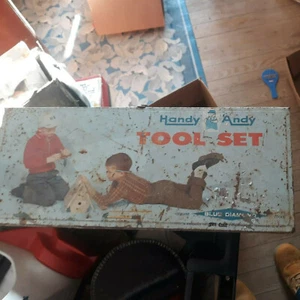 Handy Andy
TOOL SET
BLUE DIAMOND